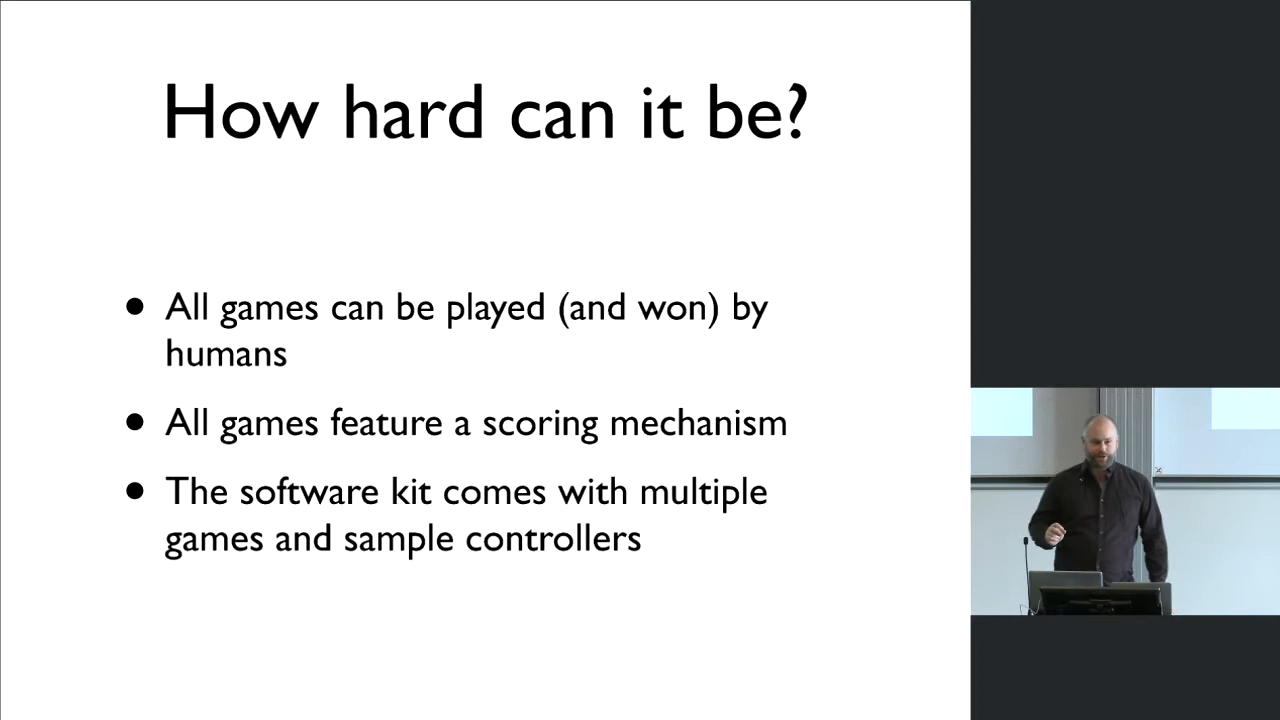 How hard can it be?
• All games can be played (and won) by
humans
• All games feature a scoring mechanism
• The software kit comes with multiple
games and sample controllers